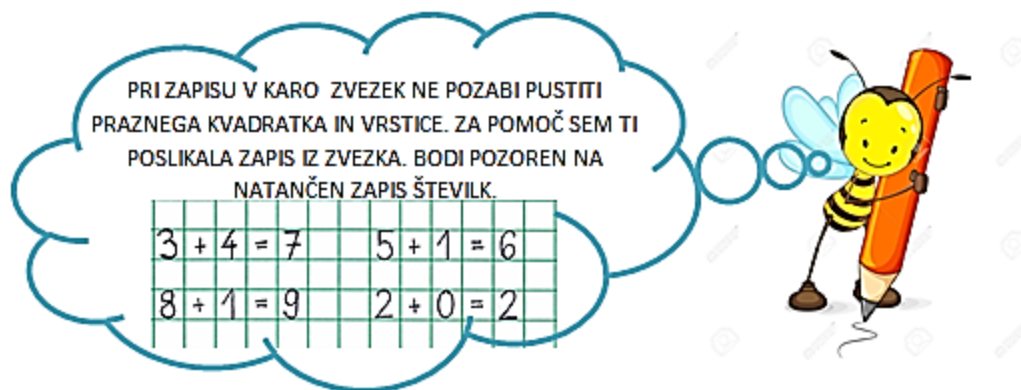 PRI ZAPISU V KARO ZVEZEK NE POZABI PUSTITI
PRAZNEGA KVADRATKA IN VRSTICE. ZA POMOČ SEM TI
POSLIKALA ZAPIS IZ ZVEZKA. BODI POZOREN NA
NATANČEN ZAPIS ŠTEVILK.
3 + 4 = 7 5 + 1 = 6
8 + 1 = 9 2 + 0 = 2